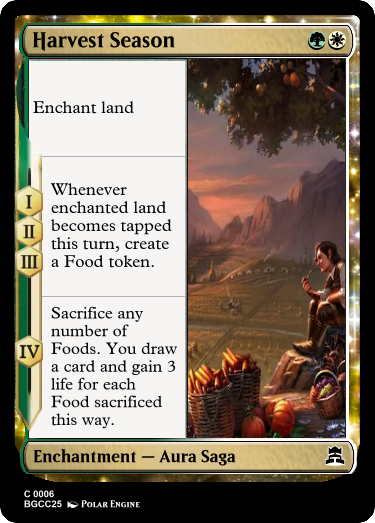 Harvest Season
Enchant land
I
II
III
Whenever
enchanted land
becomes tapped
this turn, create
a Food token.
IV
Sacrifice any
number of
Foods. You draw
a card and gain 3
life for each
Food sacrificed
this way.
Enchantment — Aura Saga
C 0006
BGCC25 Polar Engine